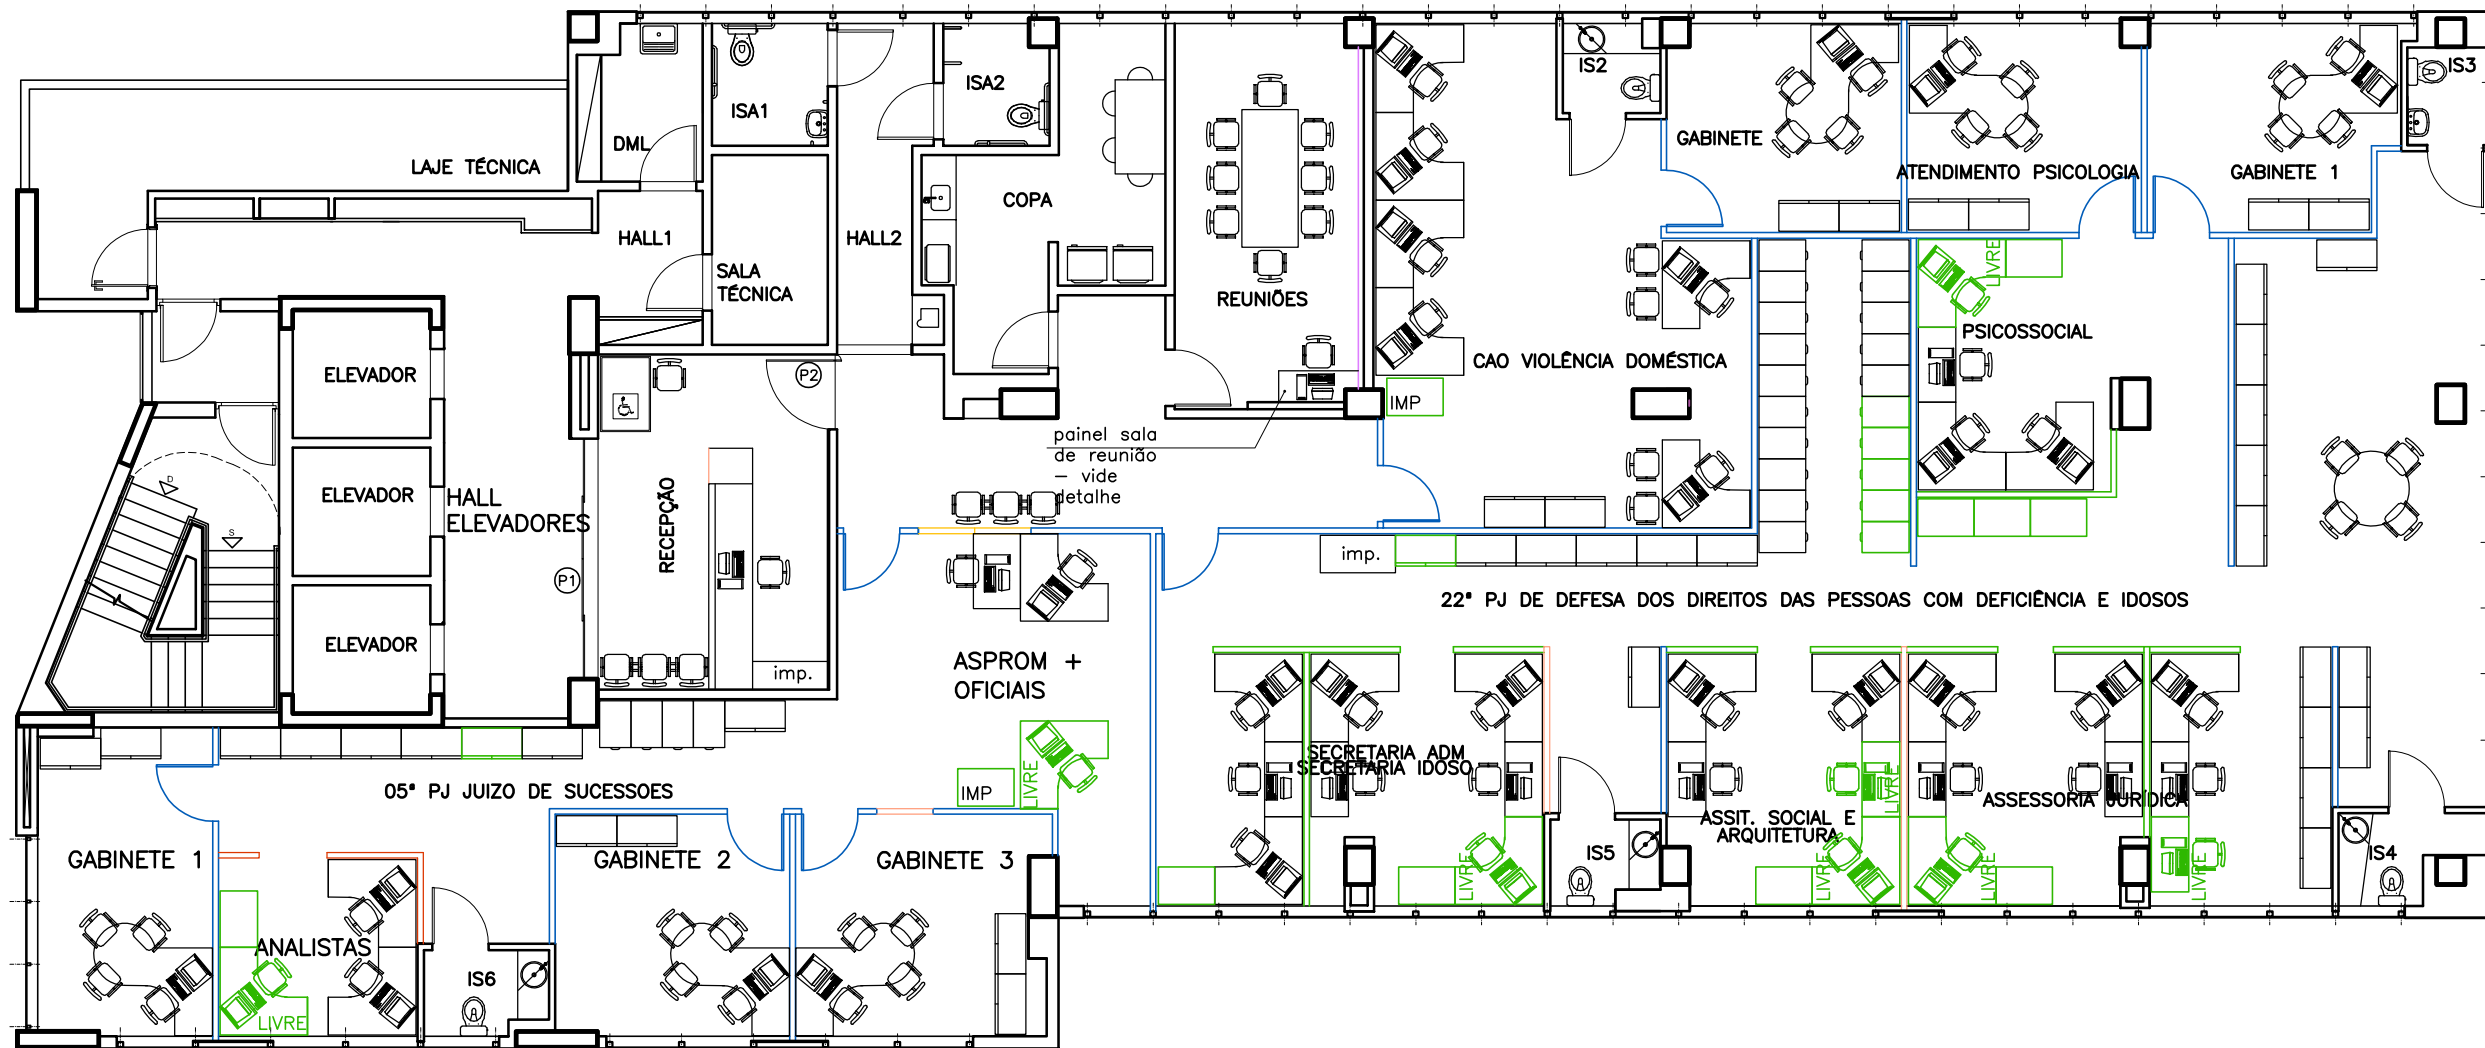 IS2
IS3
ISA1
ISA2
GABINETE
DML
LAJE TÉCNICA
ATENDIMENTO PSICOLOGIA
GABINETE 1
COPA
HALL1
HALL2
SALA
TÉCNICA
REUNIÕES
LIVRE
PSICOSSOCIAL
CAO VIOLÊNCIA DOMÉSTICA
ELEVADOR
P2
IMP
painel sala
de reunião
– vide
detalhe
ELEVADOR
HALL
ELEVADORES
RECEPÇÃO
D
S
P1
imp.
22ª PJ DE DEFESA DOS DIREITOS DAS PESSOAS COM DEFICIÊNCIA E IDOSOS
ELEVADOR
imp.
ASPROM +
OFICIAIS
SECRETARIA ADM
SECRETARIA IDOSO
LIVRE
IMP
LIVRE
05ª PJ JUIZO DE SUCESSOES
ASSIT. SOCIAL E
ARQUITETURA
ASSESSORIA JURÍDICA
GABINETE 1
GABINETE 2
GABINETE 3
IS5
IS4
LIVRE
LIVRE
LIVRE
LIVRE
ANALISTAS
IS6
LIVRE